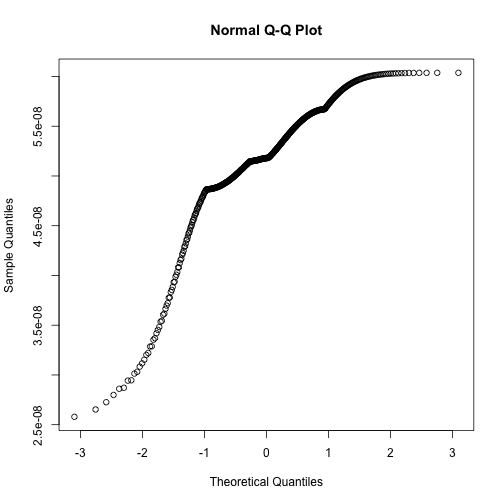 Normal Q-Q Plot
Sample Quantiles
5.5e-08
4.5e-08
3.5e-08
2.5e-08
-3 -2 -1 0 1 2 3
Theoretical Quantiles